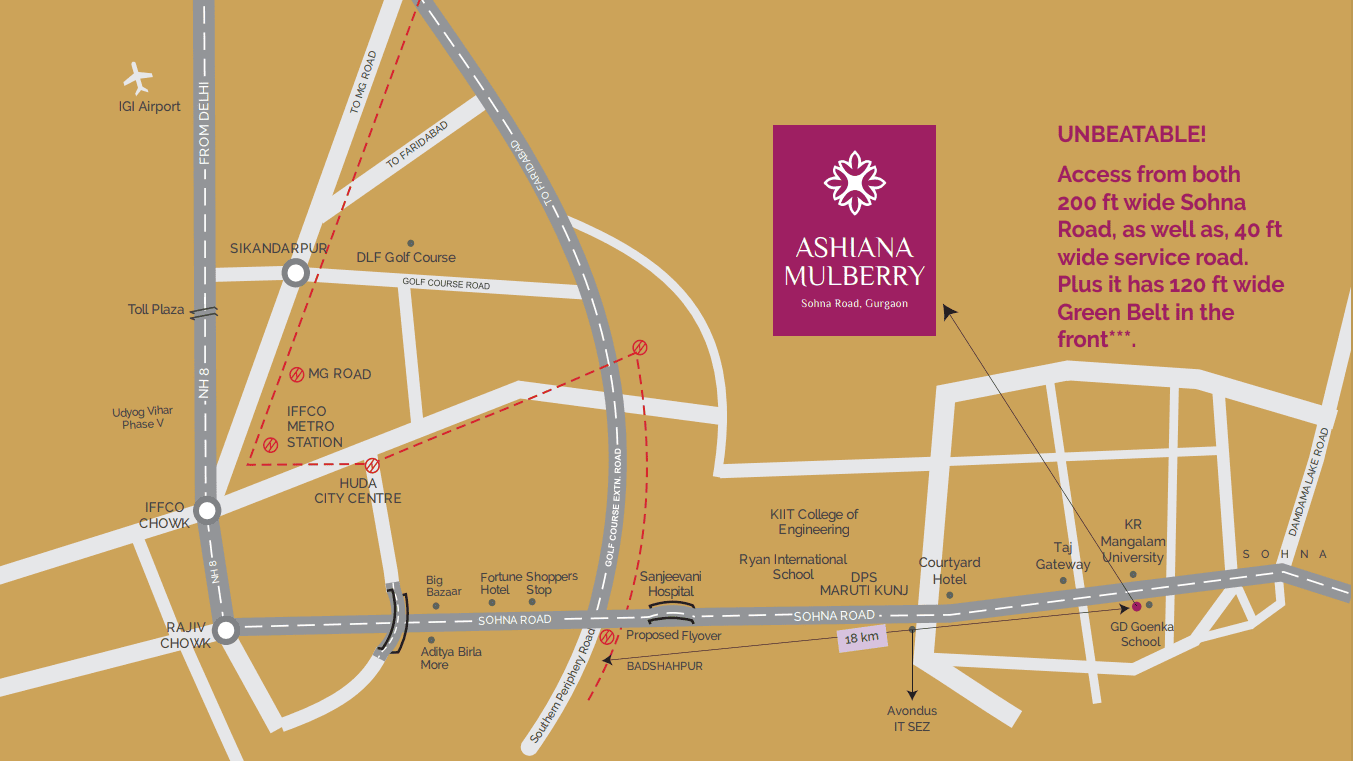 FROM DELHI
TO MG ROAD
IGI Airport
TO FARIDABAD
TO FARIDABAD
UNBEATABLE!
Access from both
200 ft wide Sohna
Road, as well as, 40 ft
wide service road.
Plus it has 120 ft wide
Green Belt in the
front***.
ASHIANA
MULBERRY
Sohna Road, Gurgaon
SIKANDARPUR
DLF Golf Course
GOLF COURSE ROAD
Toll Plaza
NH 8
MG ROAD
Udyog Vihar
Phase V
IFFCO
METRO
STATION
HUDA
CITY CENTRE
IFFCO
CHOWK
NH 8
GOLF COURSE EXTN. ROAD
DAMDAMA LAKE ROAD
KIIT College of
Engineering
Ryan International
School
DPS
MARUTI KUNJ
Courtyard
Hotel
Taj
Gateway
KR
Mangalam
University
SOHNA
Big
Bazaar
Fortune
Hotel
Shoppers
Stop
Sanjeevani
Hospital
RAJIV
CHOWK
SOHNA ROAD
SOHNA ROAD
Aditya Birla
More
Southern Periphery Road
Proposed Flyover
BADSHAHPUR
18 km
GD Goenka
School
Avondus
IT SEZ